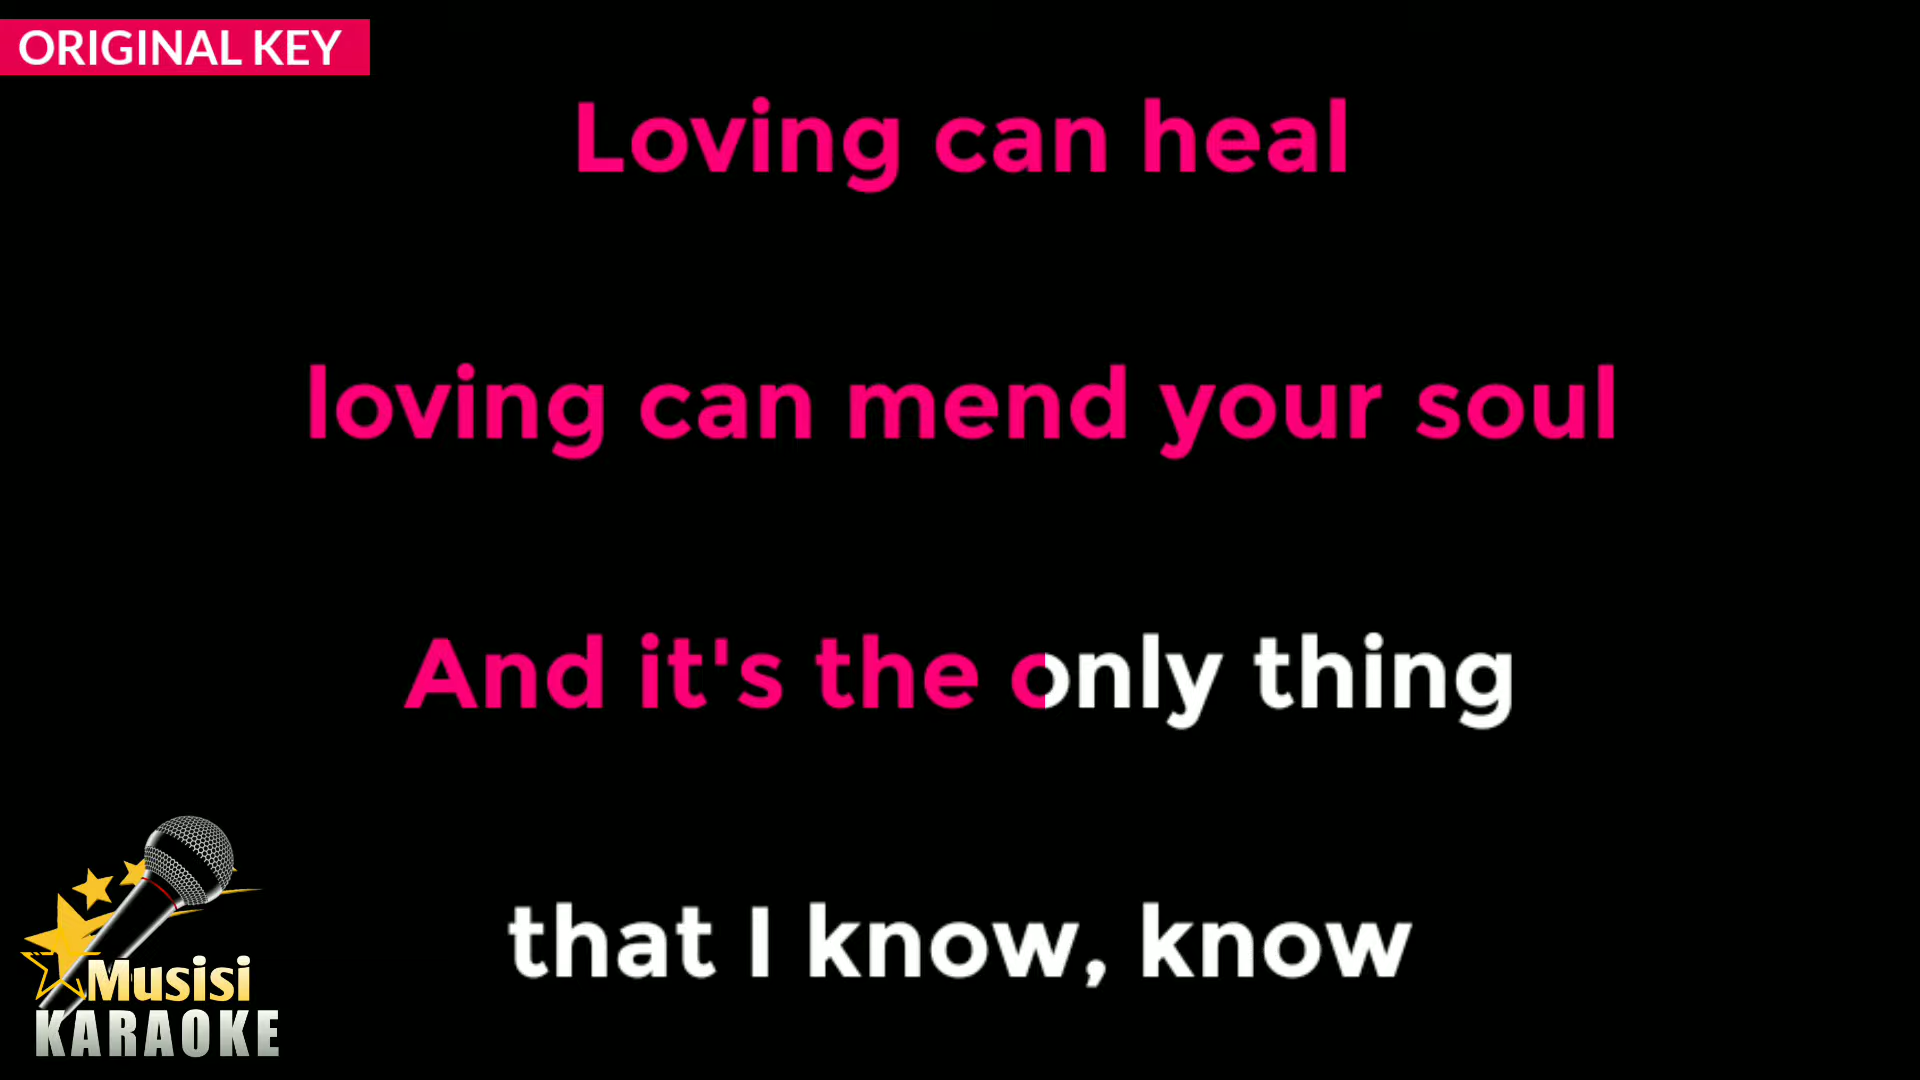 ORIGINAL KEY
Loving can heal
loving can mend your soul
And it's the only thing
that I know, know
Musisi
KARAOKE